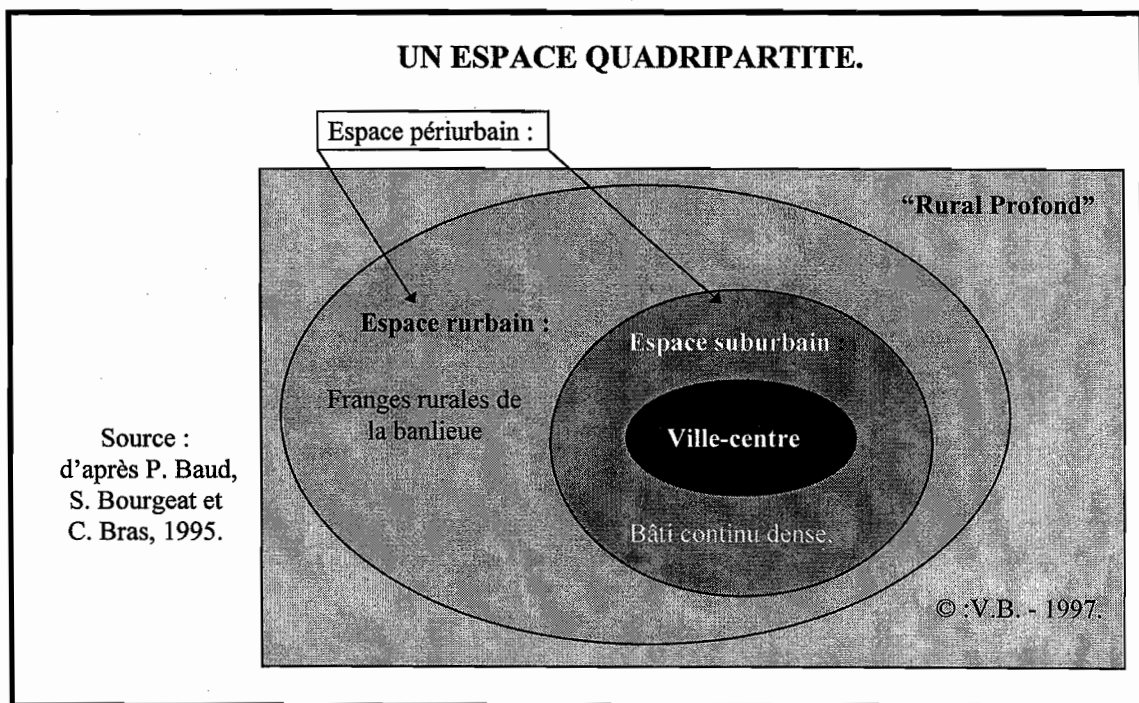 UN ESPACE QUADRIPARTITE.
Espace périurbain :
“Rural Profond”
Espace rurbain :
Franges rurales de
la banlieue
Espace suburbain :
Ville-centre
Bâti continu dense.
Source :
d’après P. Baud,
S. Bourgeat et
C. Bras, 1995.
© :V.B. - 1997.